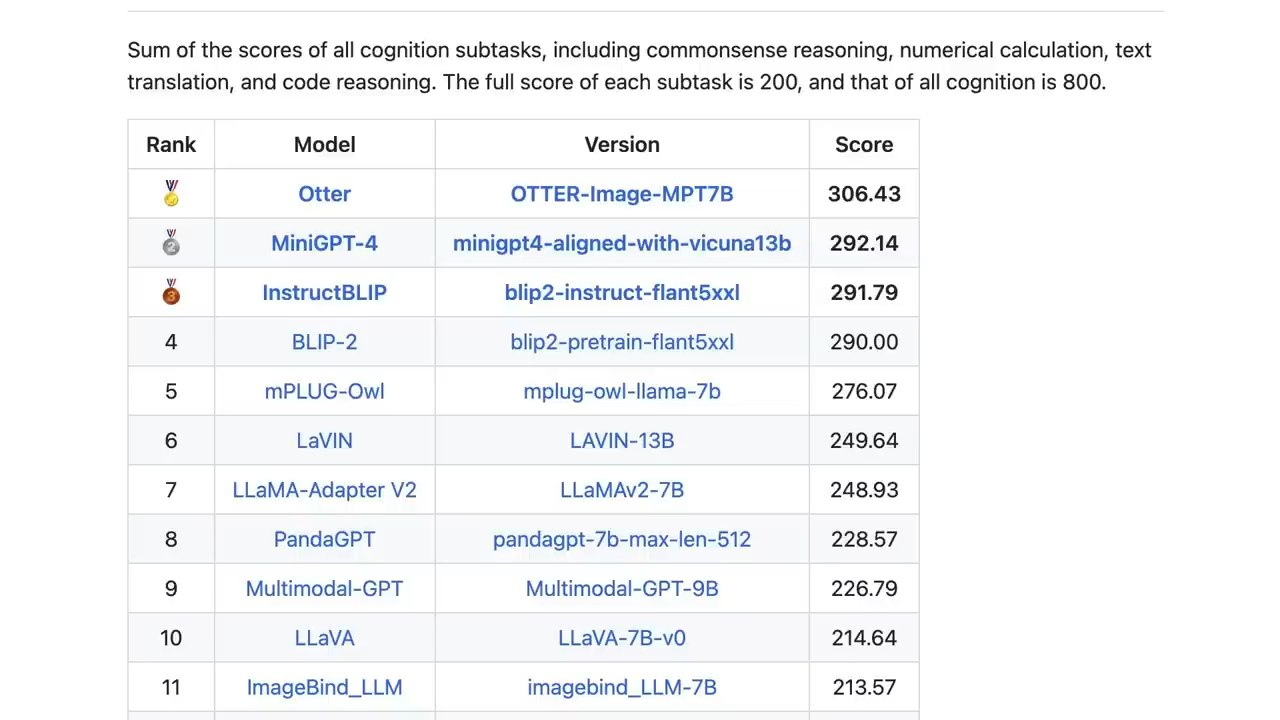 Sum of the scores of all cognition subtasks, including commonsense reasoning, numerical calculation, text
translation, and code reasoning. The full score of each subtask is 200, and that of all cognition is 800.
Rank Model Version Score
Otter OTTER-Image-MPT7B 306.43
2 MiniGPT-4 minigpt4-aligned-with-vicuna13b 292.14
3 InstructBLIP blip2-instruct-flant5xxl 291.79
4 BLIP-2 blip2-pretrain-flant5xxl 290.00
5 mPLUG-Owl mplug-owl-llama-7b 276.07
6 LaVIN LAVIN-13B 249.64
7 LLaMA-Adapter V2 LLaMAv2-7B 248.93
8 PandaGPT pandagpt-7b-max-len-512 228.57
9 Multimodal-GPT Multimodal-GPT-9B 226.79
10 LLaVA LLaVA-7B-v0 214.64
11 ImageBind_LLM imagebind_LLM-7B 213.57